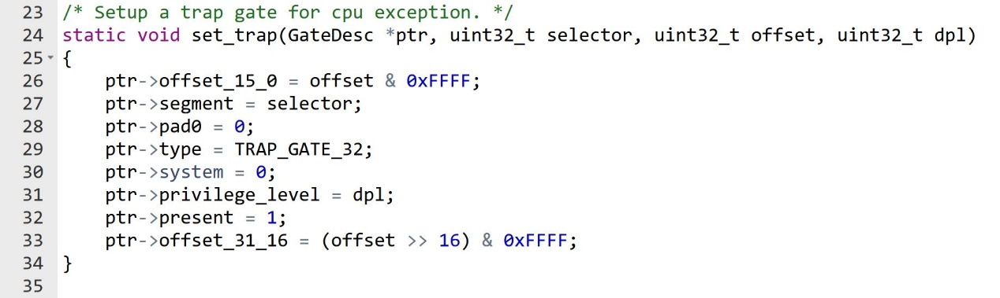 23 /* Setup a trap gate for cpu exception. */
24 static void set_trap(GateDesc *ptr, uint32_t selector, uint32_t offset, uint32_t dpl)
25 {
26     ptr->offset_15_0 = offset & 0xFFFF;
27     ptr->segment = selector;
28     ptr->pad0 = 0;
29     ptr->type = TRAP_GATE_32;
30     ptr->system = 0;
31     ptr->privilege_level = dpl;
32     ptr->present = 1;
33     ptr->offset_31_16 = (offset >> 16) & 0xFFFF;
34 }
35